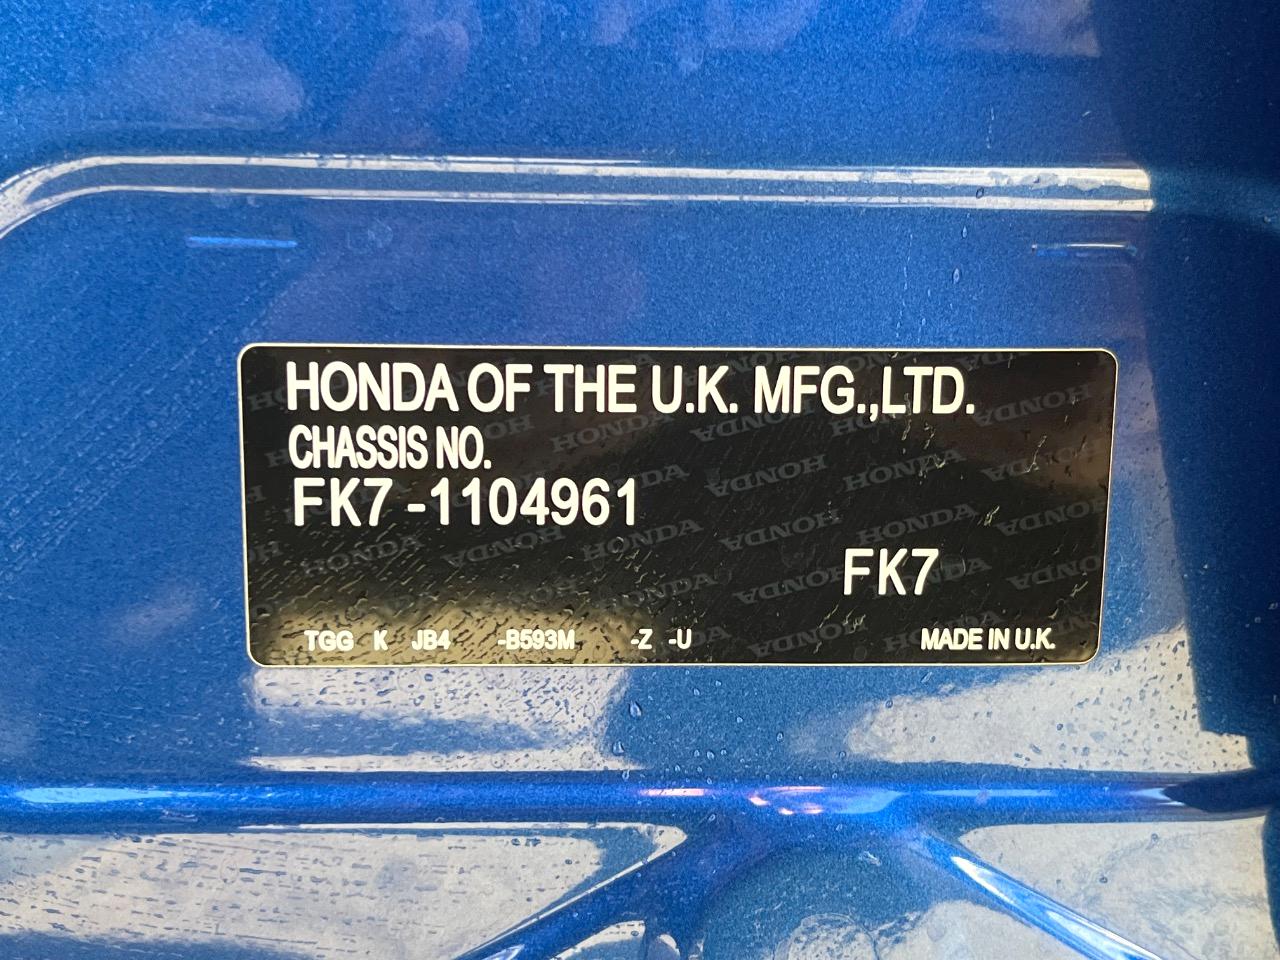 HONDA OF THE U.K. MFG.,LTD.
CHASSIS NO.
FK7 -1104961
FK7
TGG K JB4 -B593M -Z -U MADE IN U.K.